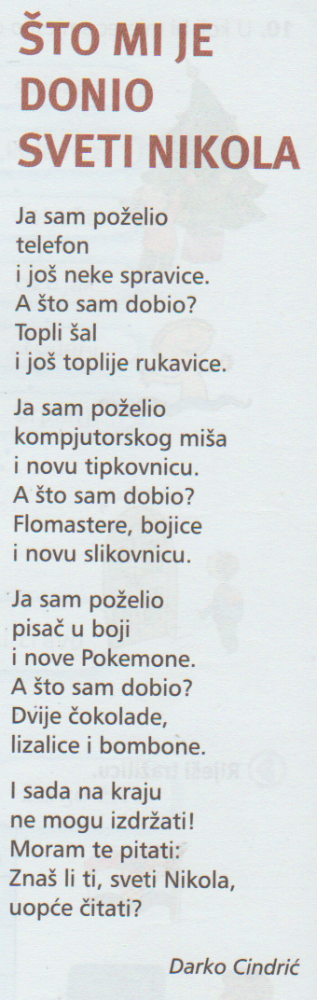 ŠTO MI JE
DONIO
SVETI NIKOLA
Ja sam poželio
telefon
i još neke spravice.
A što sam dobio?
Topli šal
i još toplije rukavice.
Ja sam poželio
kompjutorskog miša
i novu tipkovnicu.
A što sam dobio?
Flomastere, bojice
i novu slikovnicu.
Ja sam poželio
pisač u boji
i nove Pokemone.
A što sam dobio?
Dvije čokolade,
lizalice i bombone.
I sada na kraju
ne mogu izdržati!
Moram te pitati:
Znaš li ti, sveti Nikola,
uopće čitati?
Darko Cindrić